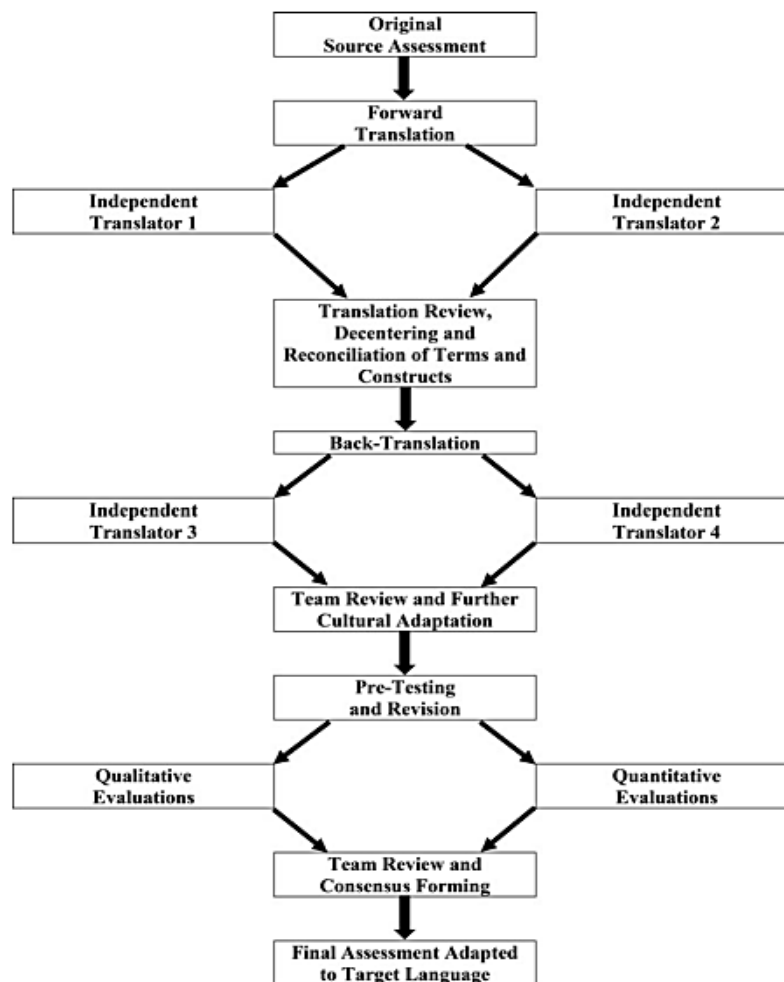 Original
Source Assessment
Forward
Translation
Independent
Translator 1
Independent
Translator 2
Translation Review,
Decentering and
Reconciliation of Terms and
Constructs
Back-Translation
Independent
Translator 3
Independent
Translator 4
Team Review and Further
Cultural Adaptation
Pre-Testing
and Revision
Qualitative
Evaluations
Quantitative
Evaluations
Team Review and
Consensus Forming
Final Assessment Adapted
to Target Language